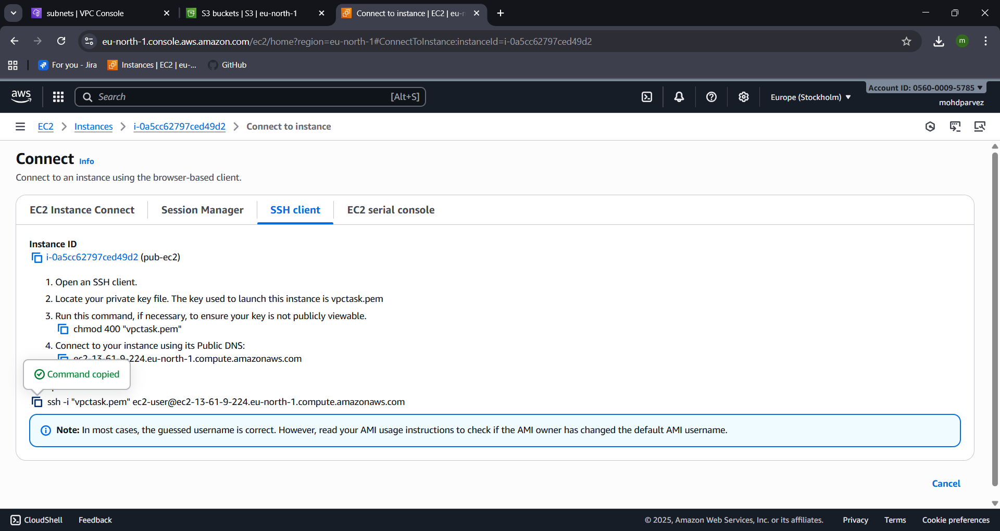 subnets | VPC Console
S3 buckets | S3 | eu-north-1
Connect to instance | EC2 | eu-n
eu-north-1.console.aws.amazon.com/ec2/home?region=eu-north-1#ConnectToInstance:instanceId=i-0a5cc62797ced49d2
m
For you - Jira
Instances | EC2 | eu-...
GitHub
aws
Search
[Alt+S]
Europe (Stockholm)
Account ID: 0560-0009-5785
mohdparvez
EC2
Instances
i-0a5cc62797ced49d2
Connect to instance
Connect Info
Connect to an instance using the browser-based client.
EC2 Instance Connect
Session Manager
SSH client
EC2 serial console
Instance ID
i-0a5cc62797ced49d2 (pub-ec2)
1. Open an SSH client.
2. Locate your private key file. The key used to launch this instance is vpctask.pem
3. Run this command, if necessary, to ensure your key is not publicly viewable.
chmod 400 "vpctask.pem"
4. Connect to your instance using its Public DNS:
ec2-13-61-9-224.eu-north-1.compute.amazonaws.com
Command copied
ssh -i "vpctask.pem" ec2-user@ec2-13-61-9-224.eu-north-1.compute.amazonaws.com
Note: In most cases, the guessed username is correct. However, read your AMI usage instructions to check if the AMI owner has changed the default AMI username.
Cancel
CloudShell
Feedback
© 2025, Amazon Web Services, Inc. or its affiliates.
Privacy
Terms
Cookie preferences